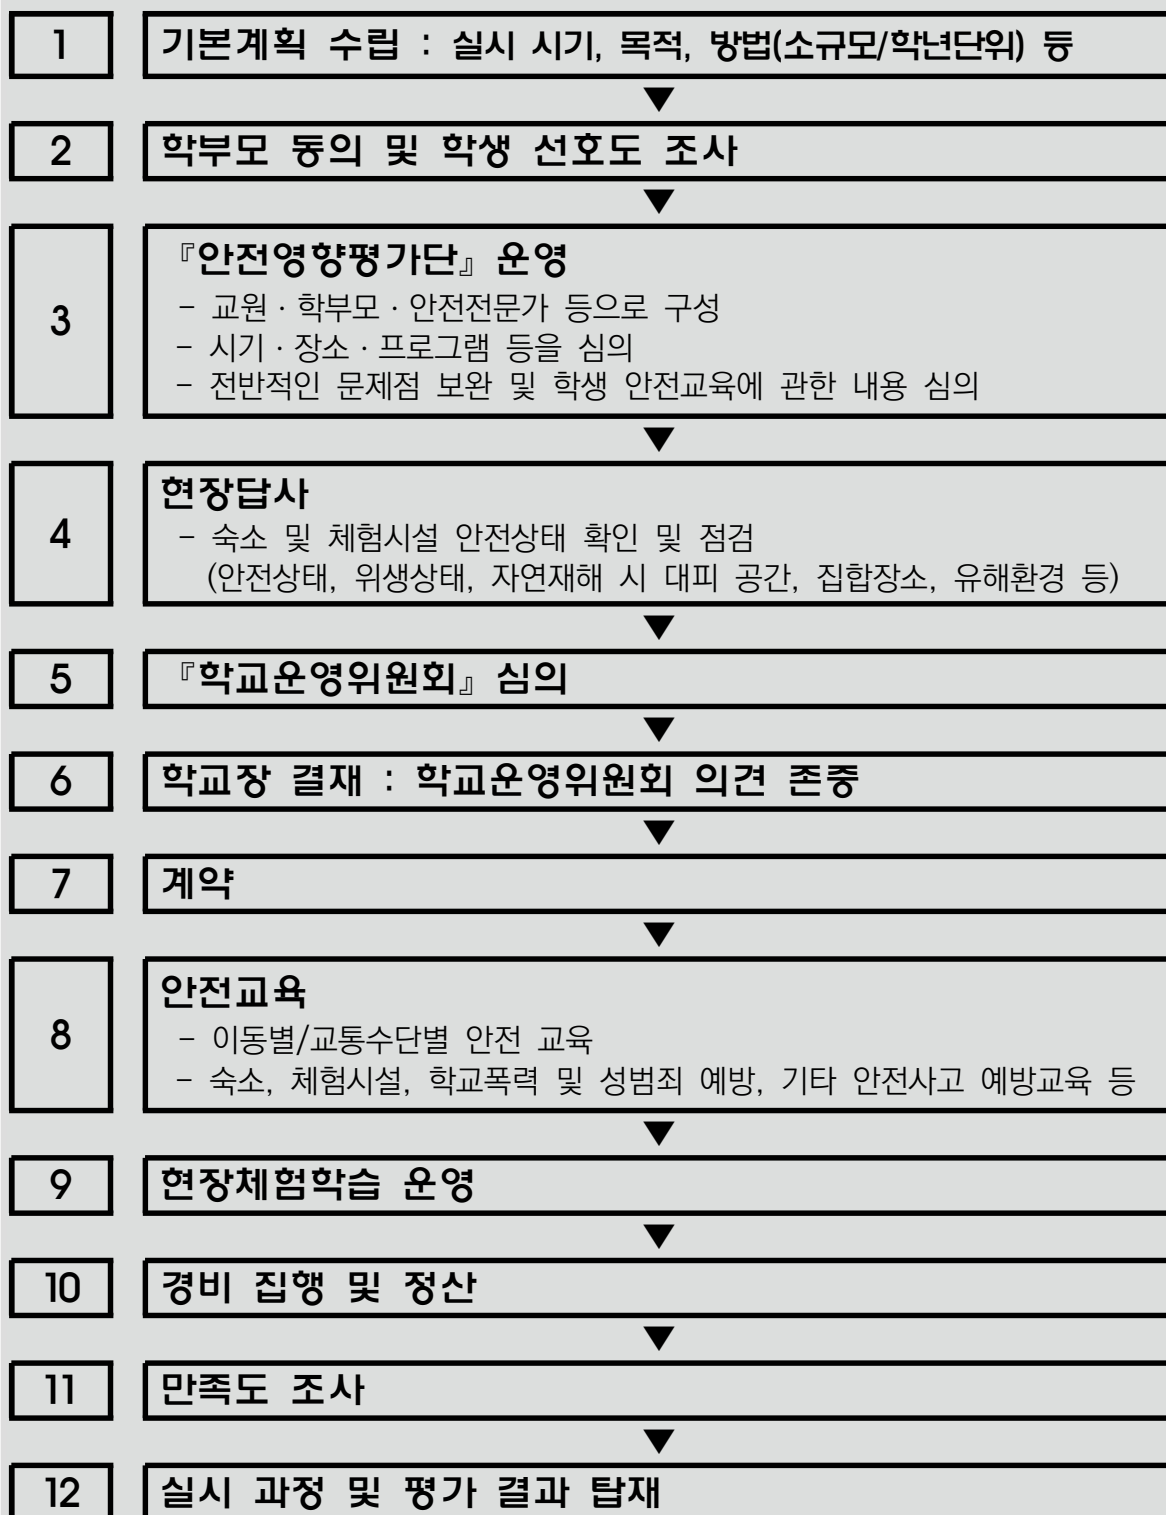 1 기본계획 수립 : 실시 시기, 목적, 방법(소규모/학년단위) 등
▼
2 학부모 동의 및 학생 선호도 조사
▼
『안전영향평가단』 운영
- 교원·학부모·안전전문가 등으로 구성
3
- 시기·장소·프로그램 등을 심의
- 전반적인 문제점 보완 및 학생 안전교육에 관한 내용 심의
▼
현장답사
4 - 숙소 및 체험시설 안전상태 확인 및 점검
(안전상태, 위생상태, 자연재해 시 대피 공간, 집합장소, 유해환경 등)
▼
5 『학교운영위원회』 심의
▼
6 학교장 결재 : 학교운영위원회 의견 존중
▼
7 계약
▼
안전교육
8 - 이동별/교통수단별 안전 교육
- 숙소, 체험시설, 학교폭력 및 성범죄 예방, 기타 안전사고 예방교육 등
▼
9 현장체험학습 운영
▼
10 경비 집행 및 정산
▼
11 만족도 조사
▼
12 실시 과정 및 평가 결과 탑재